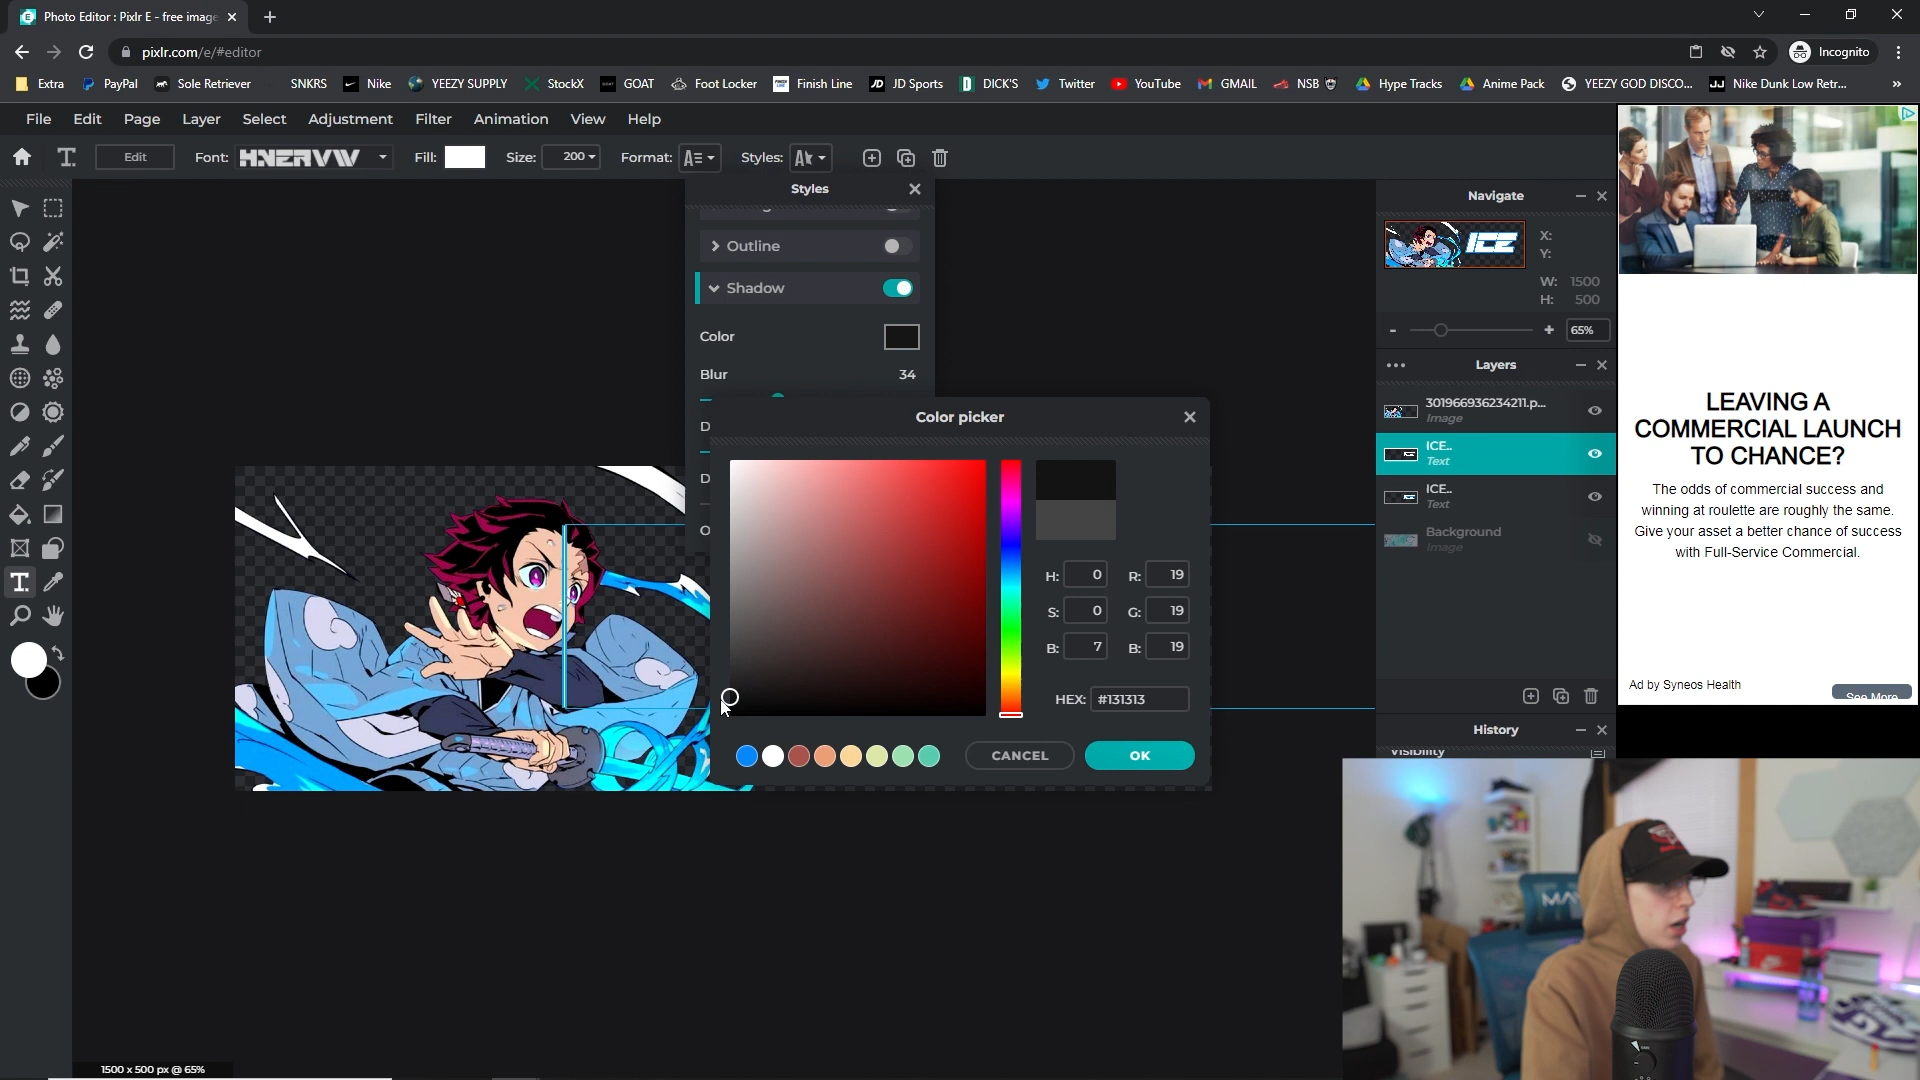 Photo Editor : Pixlr E - free image
pixlr.com/e/#editor
Incognito
Extra
PayPal
Sole Retriever
SNKRS
Nike
YEEZY SUPPLY
StockX
GOAT
Foot Locker
Finish Line
JD Sports
DICK'S
Twitter
YouTube
GMAIL
NSB
Hype Tracks
Anime Pack
YEEZY GOD DISCO...
Nike Dunk Low Retr...
File Edit Page Layer Select Adjustment Filter Animation View Help
Edit
Font:
Fill:
Size: 200
Format:
Styles:
Styles
Outline
Shadow
Color
Blur 34
D
D
O
Color picker
H: 0 R: 19
S: 0 G: 19
B: 7 B: 19
HEX: #131313
CANCEL
OK
Navigate
ICE
X:
Y:
W: 1500
H: 500
65%
Layers
301966936234211.p...
Image
ICE..
Text
ICE..
Text
Background
Image
History
Visibility
LEAVING A
COMMERCIAL LAUNCH
TO CHANCE?
The odds of commercial success and
winning at roulette are roughly the same.
Give your asset a better chance of success
with Full-Service Commercial.
Ad by Syneos Health
See More
1500 x 500 px @ 65%